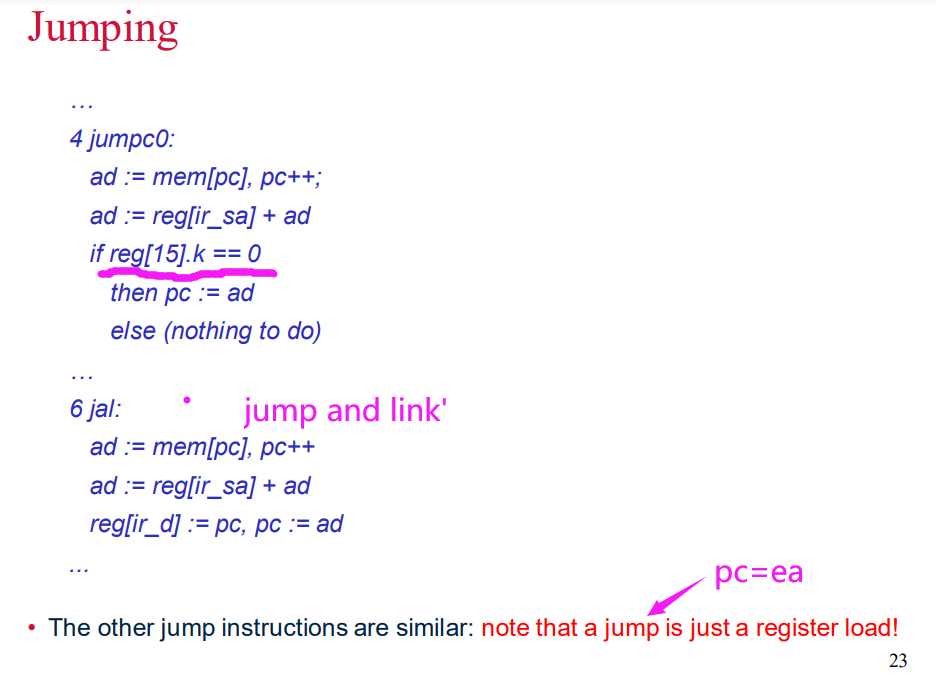 Jumping
…
4 jumpc0:
ad := mem[pc], pc++;
ad := reg[ir_sa] + ad
if reg[15].k == 0
then pc := ad
else (nothing to do)
…
6 jal: jump and link'
ad := mem[pc], pc++
ad := reg[ir_sa] + ad
reg[ir_d] := pc, pc := ad
...
pc=ea
• The other jump instructions are similar: note that a jump is just a register load!
23